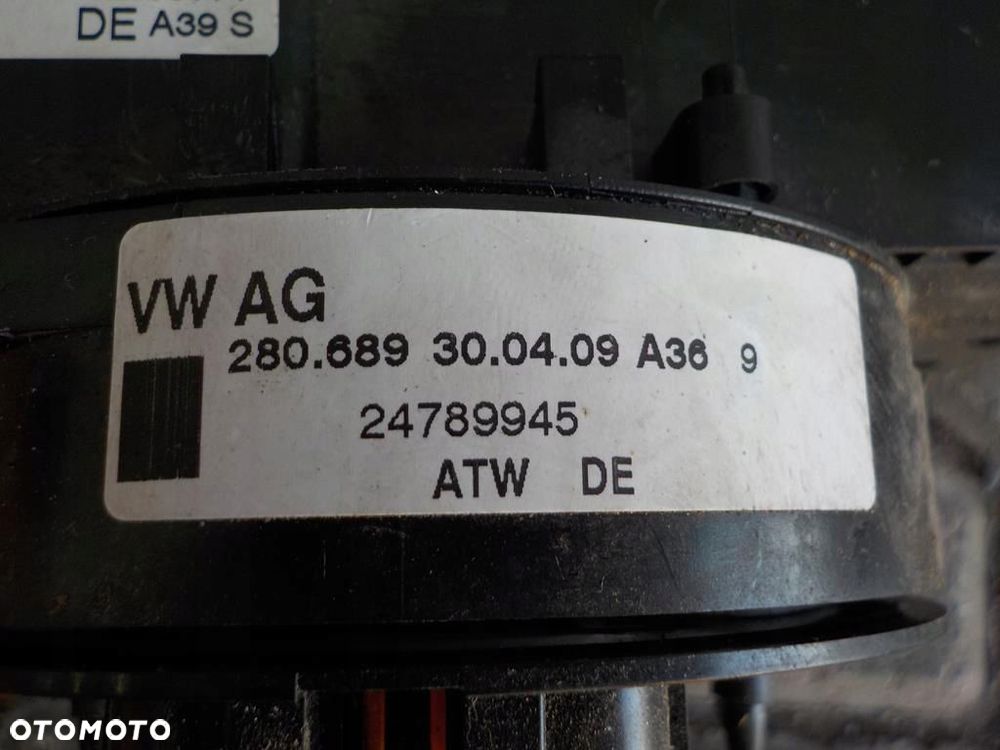 DE A39 S
VW AG
280.689 30.04.09 A36 9
24789945
ATW DE
OTOMOTO